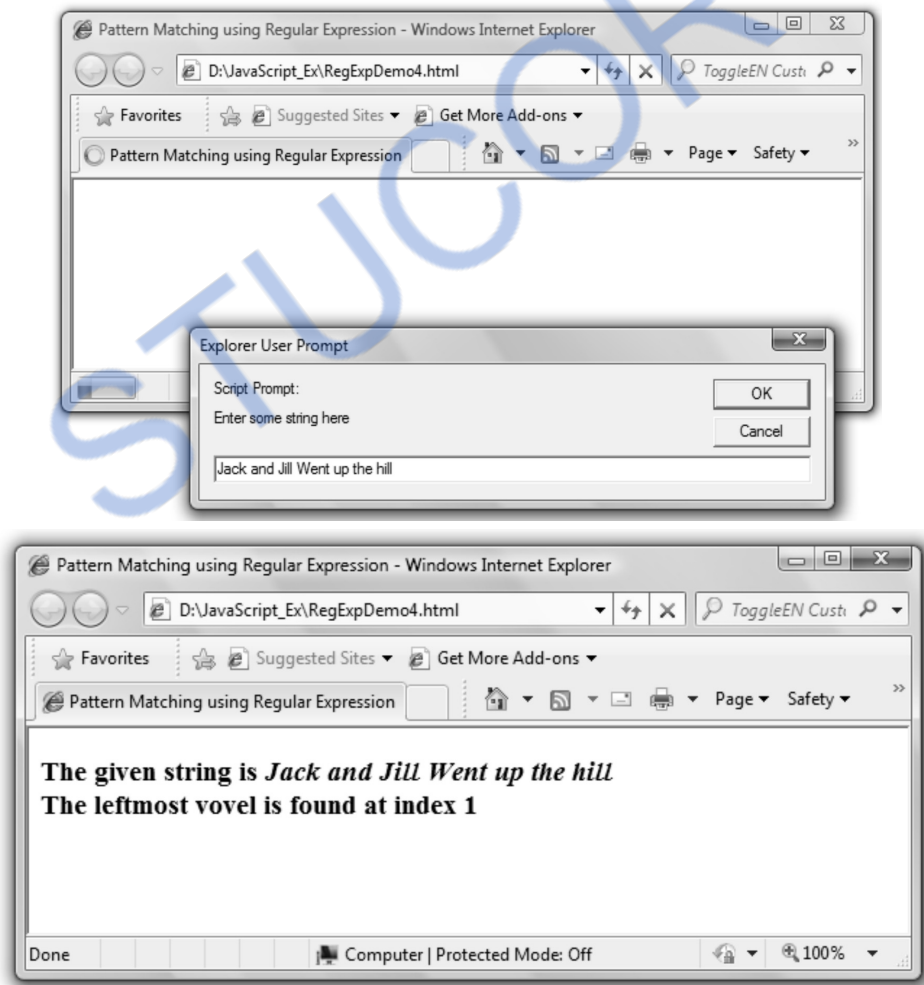 Pattern Matching using Regular Expression - Windows Internet Explorer
D:\JavaScript_Ex\RegExpDemo4.html
ToggleEN Cust
Favorites Suggested Sites Get More Add-ons
Pattern Matching using Regular Expression Page Safety »
STUCOR
Explorer User Prompt
Script Prompt:
OK
Enter some string here
Cancel
Jack and Jill Went up the hill
Pattern Matching using Regular Expression - Windows Internet Explorer
D:\JavaScript_Ex\RegExpDemo4.html
ToggleEN Cust
Favorites Suggested Sites Get More Add-ons
Pattern Matching using Regular Expression Page Safety »
The given string is Jack and Jill Went up the hill
The leftmost vovel is found at index 1
Done Computer | Protected Mode: Off 100%